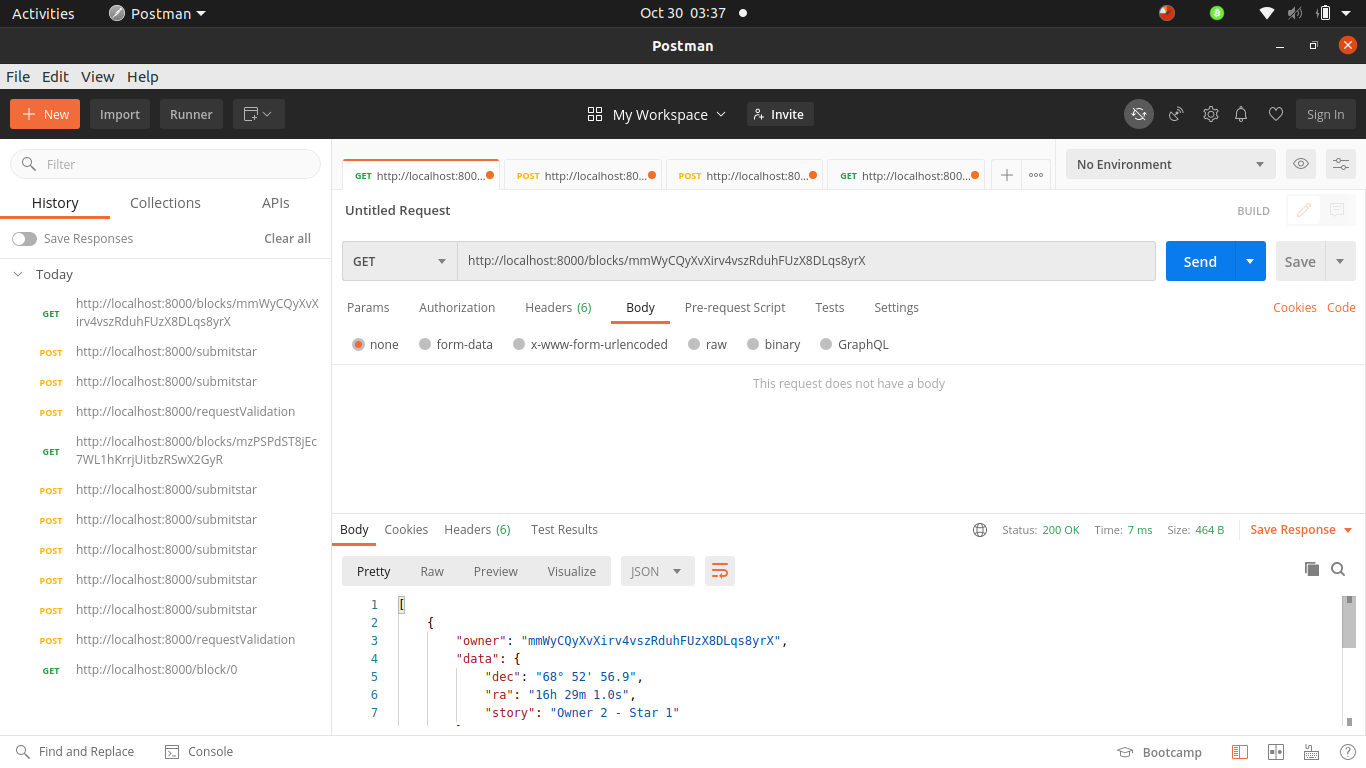 Activities Postman Oct 30 03:37
Postman
File Edit View Help
New Import Runner My Workspace Invite Sign In
Filter
History Collections APIs
Save Responses Clear all
Today
GET http://localhost:8000/blocks/mmWyCQyXvX
irv4vszRduhFUzX8DLqs8yrX
POST http://localhost:8000/submitstar
POST http://localhost:8000/submitstar
POST http://localhost:8000/requestValidation
GET http://localhost:8000/blocks/mzPSPdST8jEc
7WL1hKrrjUitbzRSwX2GyR
POST http://localhost:8000/submitstar
POST http://localhost:8000/submitstar
POST http://localhost:8000/submitstar
POST http://localhost:8000/submitstar
POST http://localhost:8000/submitstar
POST http://localhost:8000/requestValidation
GET http://localhost:8000/block/0
GET http://localhost:800... POST http://localhost:80... POST http://localhost:80... GET http://localhost:800... No Environment
Untitled Request BUILD
GET http://localhost:8000/blocks/mmWyCQyXvXirv4vszRduhFUzX8DLqs8yrX Send Save
Params Authorization Headers (6) Body Pre-request Script Tests Settings Cookies Code
none form-data x-www-form-urlencoded raw binary GraphQL
This request does not have a body
Body Cookies Headers (6) Test Results Status: 200 OK Time: 7 ms Size: 464 B Save Response
Pretty Raw Preview Visualize JSON
1 [
2 {
3 "owner": "mmWyCQyXvXirv4vszRduhFUzX8DLqs8yrX",
4 "data": {
5 "dec": "68° 52' 56.9",
6 "ra": "16h 29m 1.0s",
7 "story": "Owner 2 - Star 1"
Find and Replace Console Bootcamp